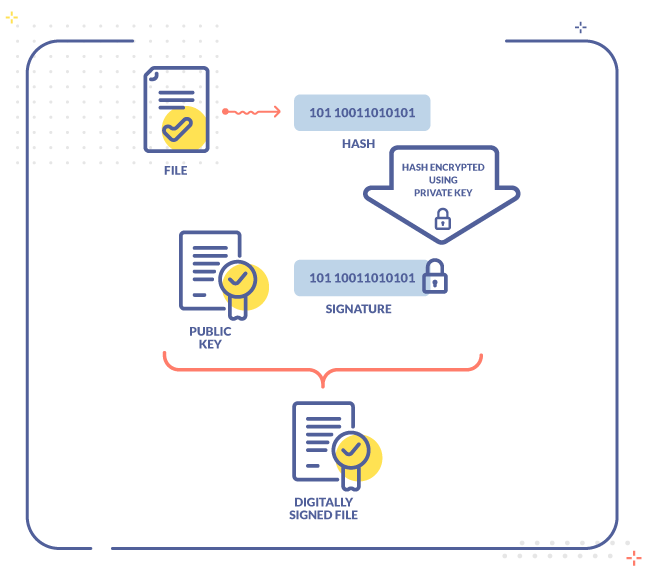 101 10011010101
HASH
FILE
HASH ENCRYPTED
USING
PRIVATE KEY
101 10011010101
SIGNATURE
PUBLIC
KEY
DIGITALLY
SIGNED FILE